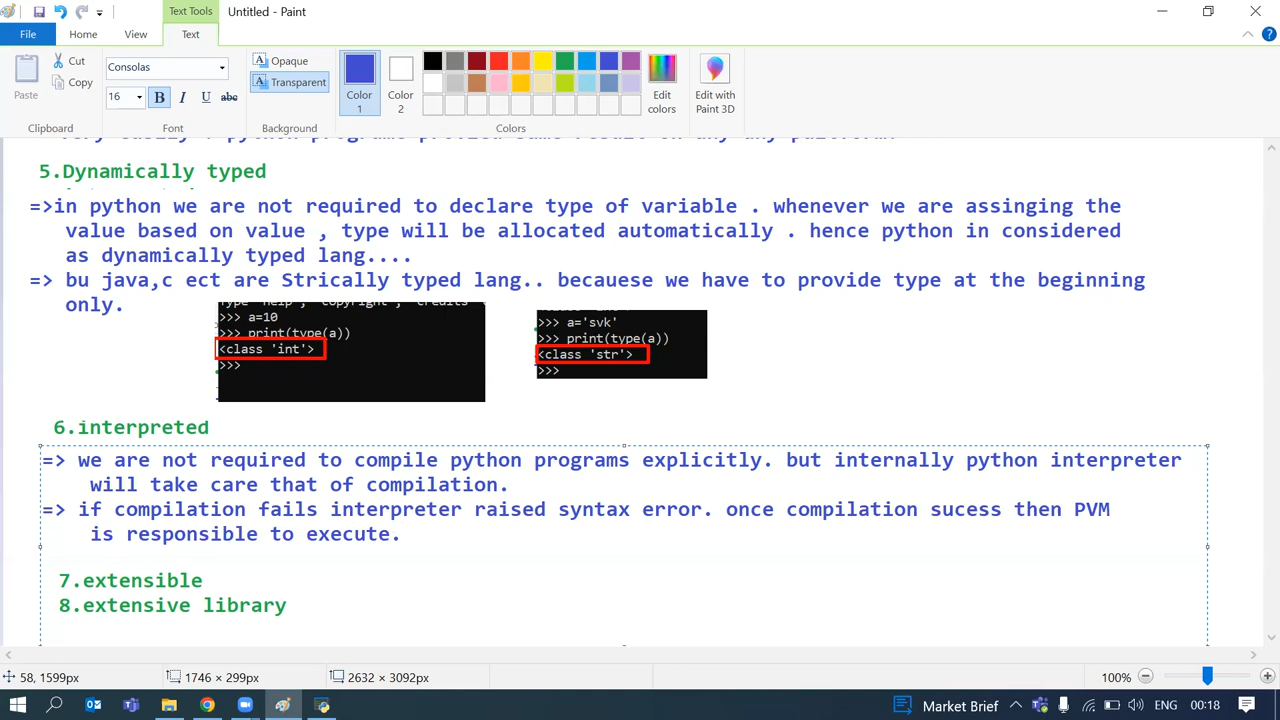 Text Tools
Untitled - Paint
File
Home
View
Text
Paste
Cut
Copy
Clipboard
Consolas
16
B
I
U
abc
Font
Opaque
Transparent
Background
Color
1
Color
2
Edit
colors
Edit with
Paint 3D
Colors
5.Dynamically typed
=>in python we are not required to declare type of variable . whenever we are assinging the
value based on value , type will be allocated automatically . hence python in considered
as dynamically typed lang....
=> bu java,c ect are Strically typed lang.. becauese we have to provide type at the beginning
only.
>>> a=10
>>> print(type(a))
<class 'int'>
>>>
>>> a='svk'
>>> print(type(a))
<class 'str'>
>>>
6.interpreted
=> we are not required to compile python programs explicitly. but internally python interpreter
will take care that of compilation.
=> if compilation fails interpreter raised syntax error. once compilation sucess then PVM
is responsible to execute.
7.extensible
8.extensive library
58, 1599px
1746 × 299px
2632 × 3092px
100%
Market Brief
ENG
00:18